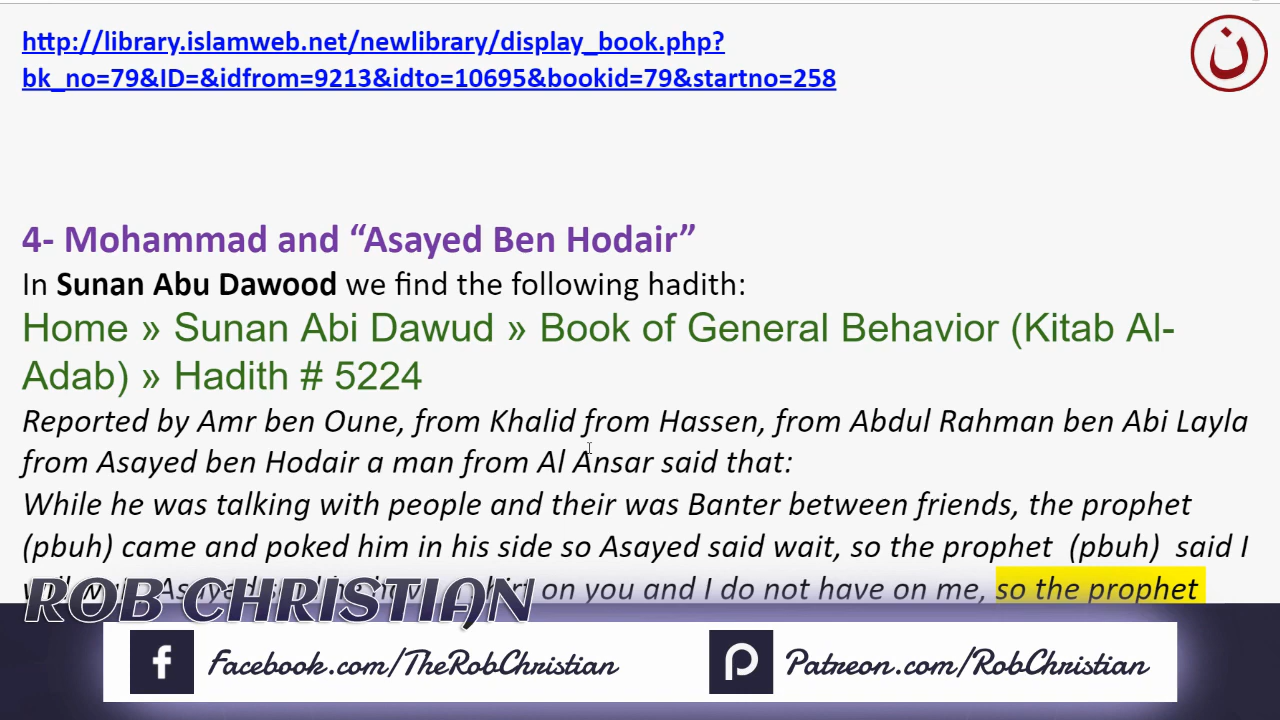 http://library.islamweb.net/newlibrary/display_book.php?
bk_no=79&ID=&idfrom=9213&idto=10695&bookid=79&startno=258
ن
4- Mohammad and “Asayed Ben Hodair”
In Sunan Abu Dawood we find the following hadith:
Home » Sunan Abi Dawud » Book of General Behavior (Kitab Al-
Adab) » Hadith # 5224
Reported by Amr ben Oune, from Khalid from Hassen, from Abdul Rahman ben Abi Layla
from Asayed ben Hodair a man from Al Ansar said that:
While he was talking with people and their was Banter between friends, the prophet
(pbuh) came and poked him in his side so Asayed said wait, so the prophet (pbuh) said I
on you and I do not have on me, so the prophet
ROB CHRISTIAN
Facebook.com/TheRobChristian
Patreon.com/RobChristian